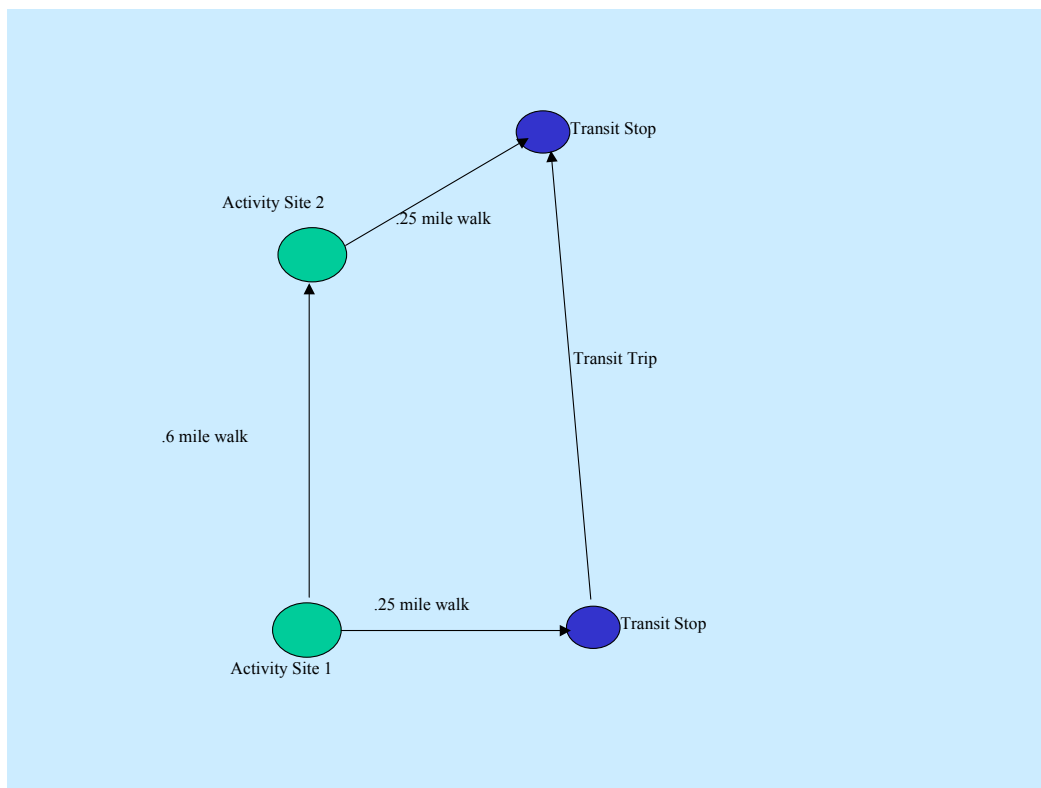 Transit Stop
Activity Site 2
.25 mile walk
Transit Trip
.6 mile walk
.25 mile walk
Transit Stop
Activity Site 1